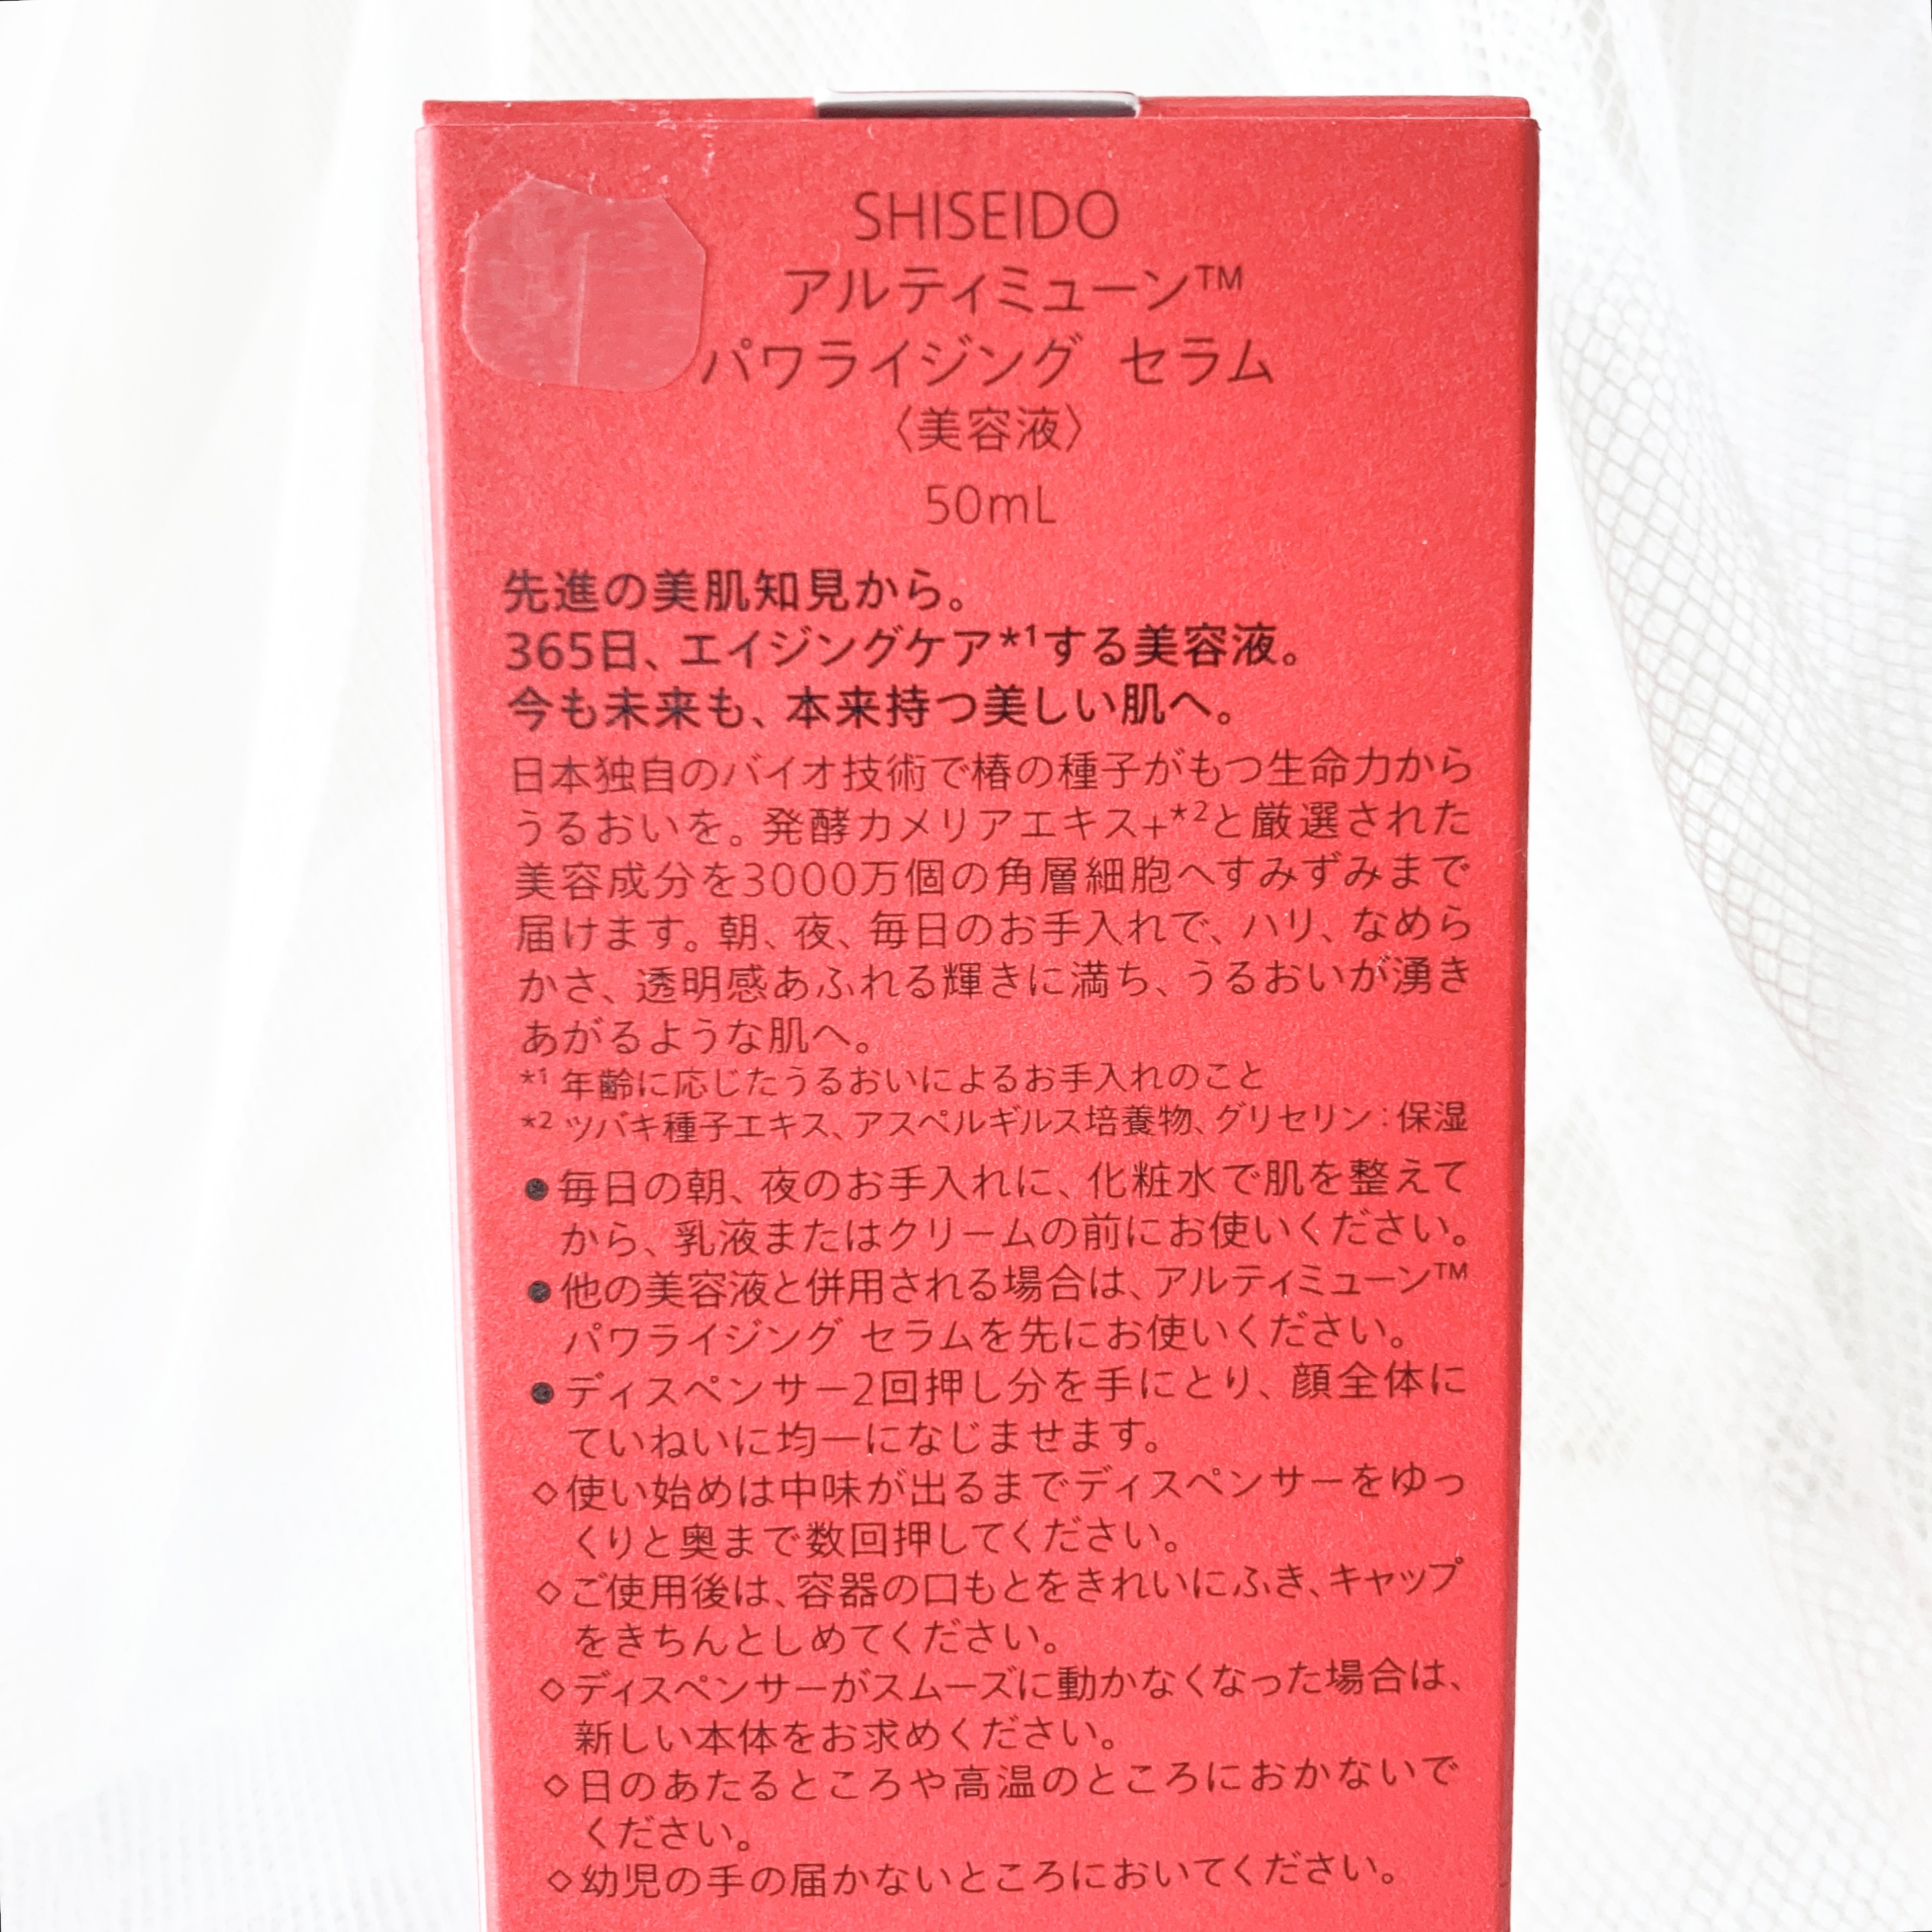 SHISEIDO
アルティミューン™
パワライジング セラム
〈美容液〉
50mL
先進の美肌知見から。
365日、エイジングケア*1する美容液。
今も未来も、本来持つ美しい肌へ。
日本独自のバイオ技術で椿の種子がもつ生命力から
うるおいを。発酵カメリアエキス+*2と厳選された
美容成分を3000万個の角層細胞へすみずみまで
届けます。朝、夜、毎日のお手入れで、ハリ、なめら
かさ、透明感あふれる輝きに満ち、うるおいが湧き
あがるような肌へ。
*1 年齢に応じたうるおいによるお手入れのこと
*2 ツバキ種子エキス、アスペルギルス培養物、グリセリン：保湿
●毎日の朝、夜のお手入れに、化粧水で肌を整えて
から、乳液またはクリームの前にお使いください。
●他の美容液と併用される場合は、アルティミューン™
パワライジング セラムを先にお使いください。
●ディスペンサー2回押し分を手にとり、顔全体に
ていねいに均一になじませます。
◇使い始めは中味が出るまでディスペンサーをゆっ
くりと奥まで数回押してください。
◇ご使用後は、容器の口もとをきれいにふき、キャップ
をきちんとしめてください。
◇ディスペンサーがスムーズに動かなくなった場合は、
新しい本体をお求めください。
◇日のあたるところや高温のところにおかないで
ください。
◇幼児の手の届かないところにおいてください。